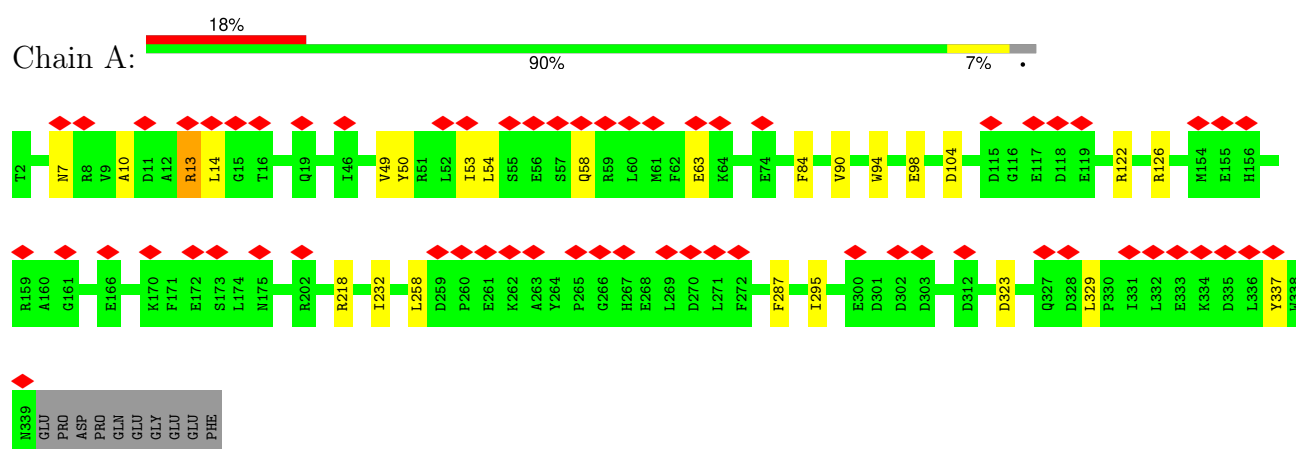 18%
Chain A:
90% 7% •
T2 N7 R8 V9 A10 D11 A12 R13 L14 G15 T16 Q19 I46 V49 Y50 R51 L52 I53 L54 S55 E56 S57 Q58 R59 L60 M61 F62 E63 K64 E74 F84 V90 W94 E98 D104 D115 G116 E117 D118 E119 R122 R126 M154 E155 H156
R159 A160 G161 E166 K170 F171 E172 S173 L174 N175 R202 R218 I232 L258 D259 P260 E261 K262 A263 Y264 P265 G266 H267 E268 L269 D270 L271 F272 F287 I295 E300 D301 D302 D303 D312 D323 Q327 D328 L329 P330 I331 L332 E333 K334 D335 L336 Y337 W338
N339 GLU PRO ASP PRO GLN GLU GLY GLU GLU PHE